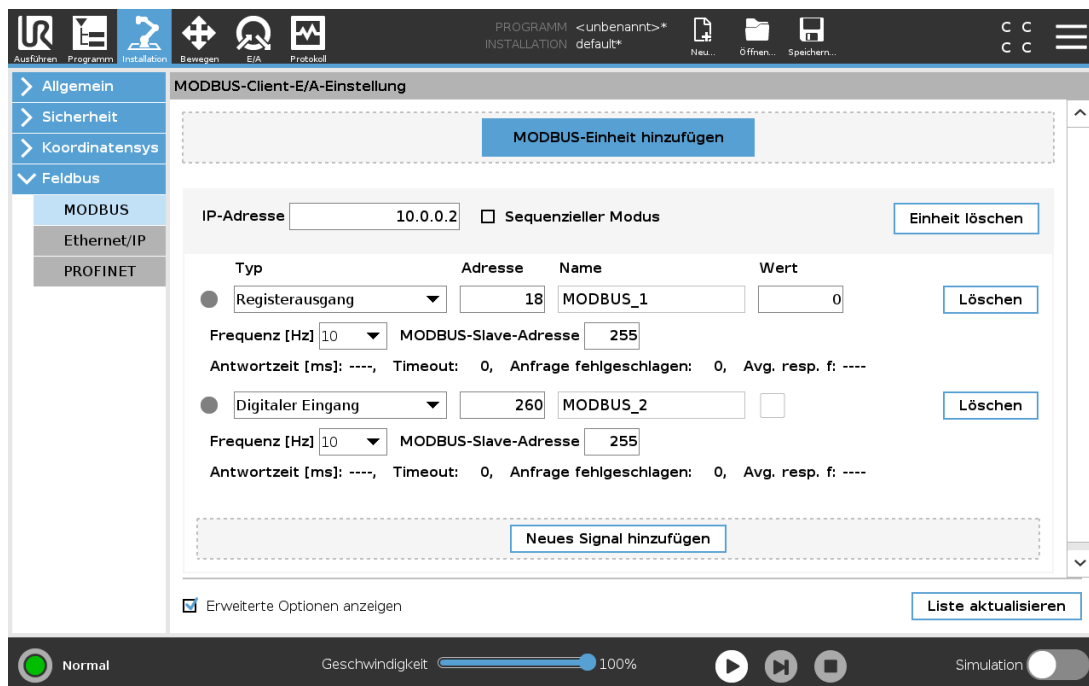 PROGRAMM <unbenannt>*
INSTALLATION default*
Ausführen Programm Installation Bewegen E/A Protokoll Neu... Öffnen... Speichern...
C C
C C
Allgemein
Sicherheit
Koordinatensys
Feldbus
MODBUS
Ethernet/IP
PROFINET
MODBUS-Client-E/A-Einstellung
MODBUS-Einheit hinzufügen
IP-Adresse 10.0.0.2 Sequenzieller Modus Einheit löschen
Typ Adresse Name Wert
Registerausgang 18 MODBUS_1 0 Löschen
Frequenz [Hz] 10 MODBUS-Slave-Adresse 255
Antwortzeit [ms]: ----, Timeout: 0, Anfrage fehlgeschlagen: 0, Avg. resp. f: ----
Digitaler Eingang 260 MODBUS_2 Löschen
Frequenz [Hz] 10 MODBUS-Slave-Adresse 255
Antwortzeit [ms]: ----, Timeout: 0, Anfrage fehlgeschlagen: 0, Avg. resp. f: ----
Neues Signal hinzufügen
Erweiterte Optionen anzeigen Liste aktualisieren
Normal Geschwindigkeit 100% Simulation